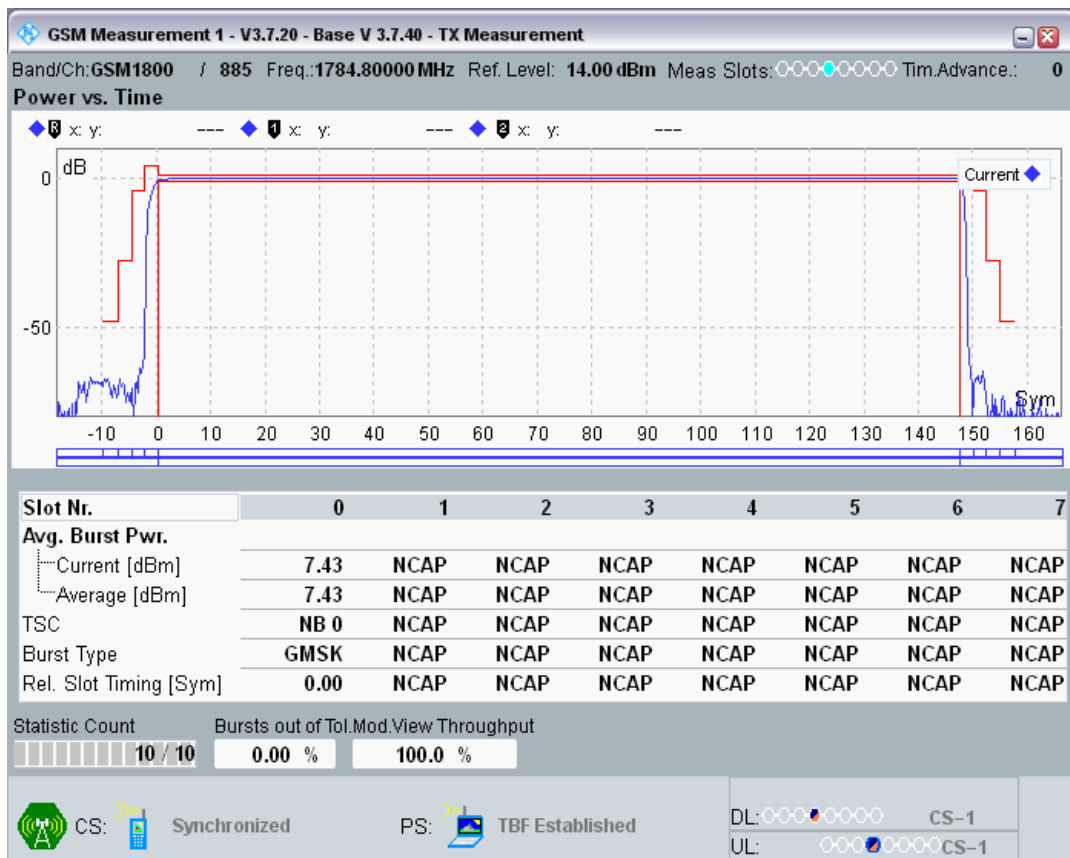 GSM Measurement 1 - V3.7.20 - Base V 3.7.40 - TX Measurement
Band/Ch:GSM1800 / 885 Freq.:1784.80000 MHz Ref. Level: 14.00 dBm Meas Slots: Tim.Advance.: 0
Power vs. Time
R x: y: --- 1 x: y: --- 2 x: y: ---
dB
Current
0
-50
Sym
-10 0 10 20 30 40 50 60 70 80 90 100 110 120 130 140 150 160
Slot Nr. 0 1 2 3 4 5 6 7
Avg. Burst Pwr.
Current [dBm] 7.43 NCAP NCAP NCAP NCAP NCAP NCAP NCAP
Average [dBm] 7.43 NCAP NCAP NCAP NCAP NCAP NCAP NCAP
TSC NB 0 NCAP NCAP NCAP NCAP NCAP NCAP NCAP
Burst Type GMSK NCAP NCAP NCAP NCAP NCAP NCAP NCAP
Rel. Slot Timing [Sym] 0.00 NCAP NCAP NCAP NCAP NCAP NCAP NCAP
Statistic Count Bursts out of Tol.Mod.View Throughput
10 / 10 0.00 % 100.0 %
CS: Synchronized PS: TBF Established
DL: CS-1
UL: CS-1